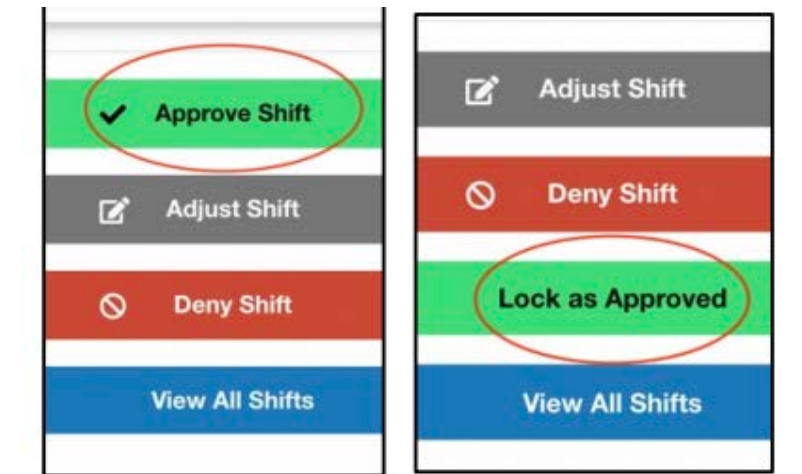 Approve Shift
Adjust Shift
Deny Shift
View All Shifts
Adjust Shift
Deny Shift
Lock as Approved
View All Shifts